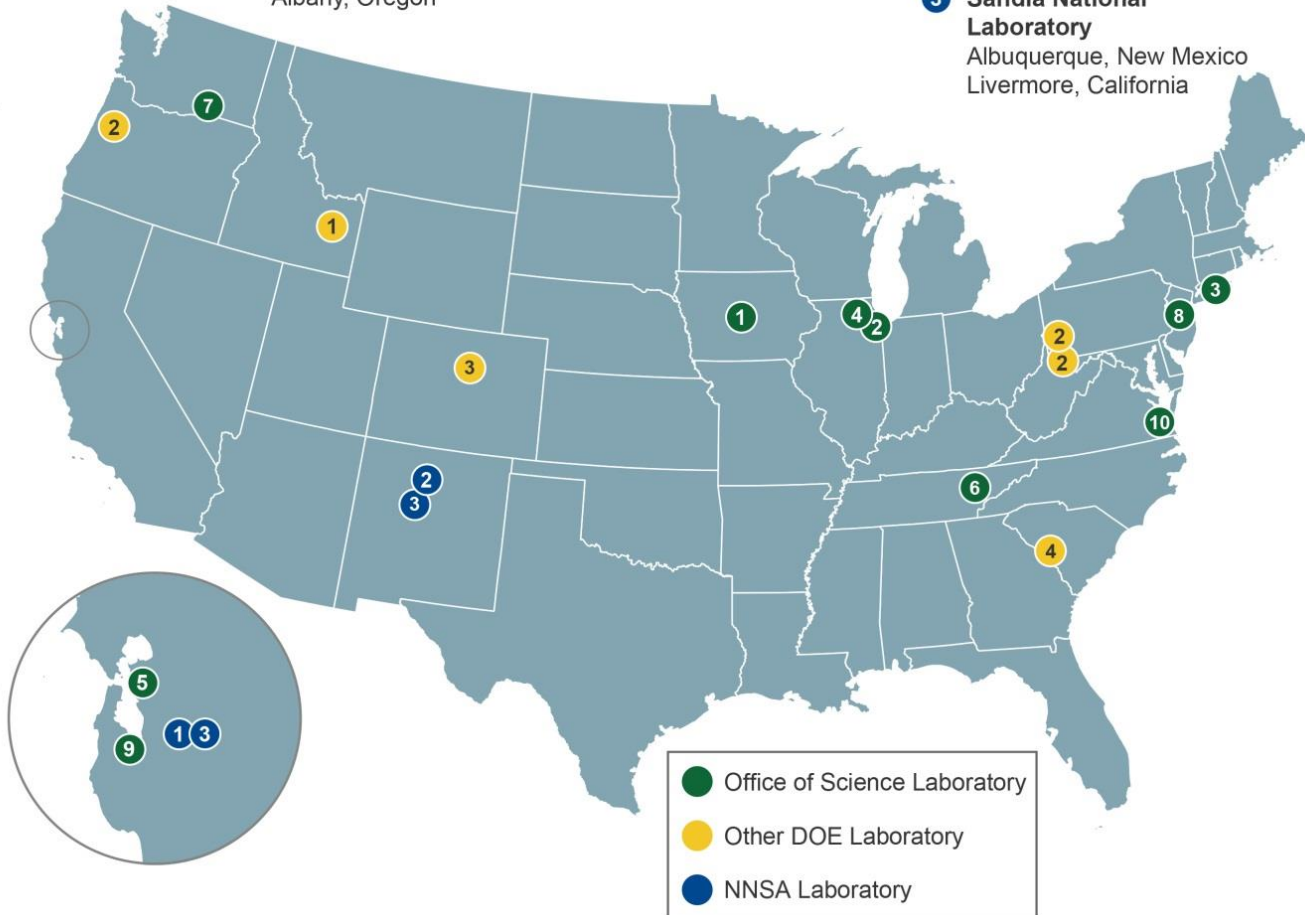 Albany, Oregon
3 Sandia National
Laboratory
Albuquerque, New Mexico
Livermore, California
7
2
1
3
2
3
1
4
2
3
8
2
2
10
6
4
5
1 3
9
Office of Science Laboratory
Other DOE Laboratory
NNSA Laboratory